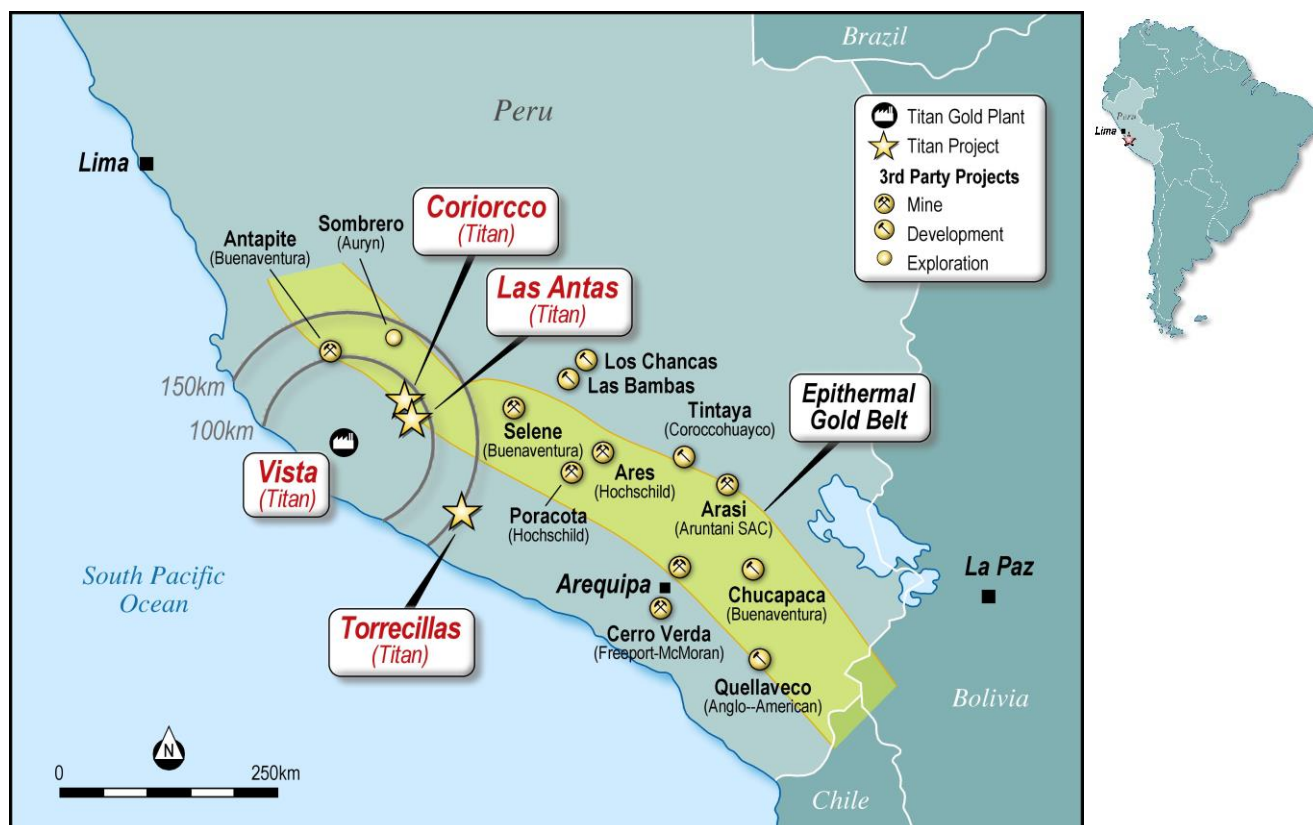 Brazil
Peru
Lima
Titan Gold Plant
Titan Project
3rd Party Projects
Mine
Development
Exploration
Coriorcco
(Titan)
Sombrero
(Auryn)
Antapite
(Buenaventura)
Las Antas
(Titan)
150km
100km
Los Chancas
Las Bambas
Epithermal
Gold Belt
Tintaya
(Coroccohuayco)
Selene
(Buenaventura)
Ares
(Hochschild)
Vista
(Titan)
Arasi
(Aruntani SAC)
Poracota
(Hochschild)
South Pacific
Ocean
Arequipa
La Paz
Chucapaca
(Buenaventura)
Torrecillas
(Titan)
Cerro Verda
(Freeport-McMoran)
Quellaveco
(Anglo--American)
Bolivia
N
0 250km
Chile
Peru
Lima